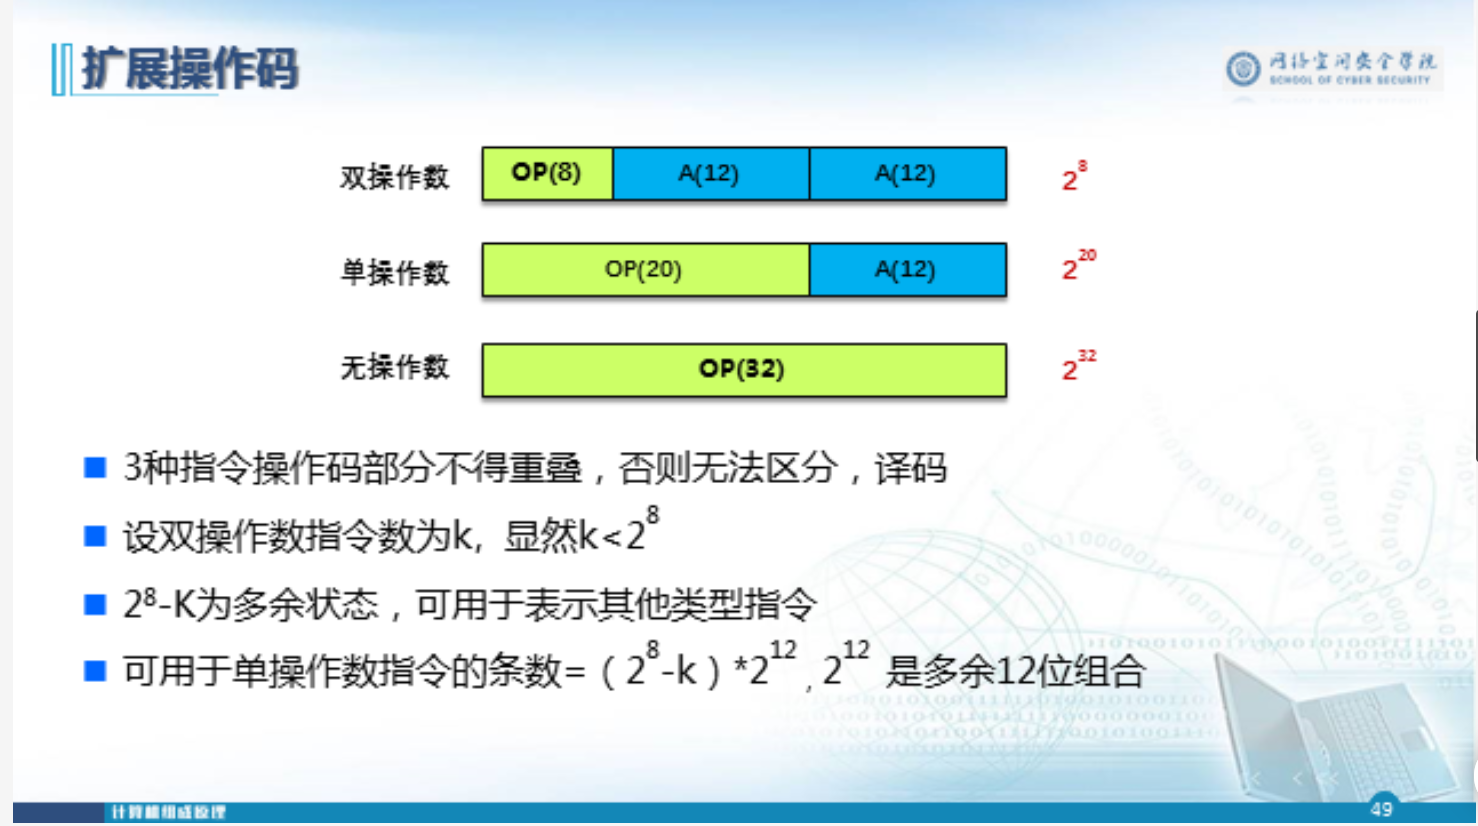 扩展操作码
网络空间安全学院
SCHOOL OF CYBER SECURITY
双操作数 OP(8) A(12) A(12) 2^8
单操作数 OP(20) A(12) 2^20
无操作数 OP(32) 2^32
3种指令操作码部分不得重叠，否则无法区分，译码
设双操作数指令数为k, 显然k<2^8
2^8-K为多余状态，可用于表示其他类型指令
可用于单操作数指令的条数=（2^8-k）*2^12 , 2^12 是多余12位组合
计算机组成原理
49